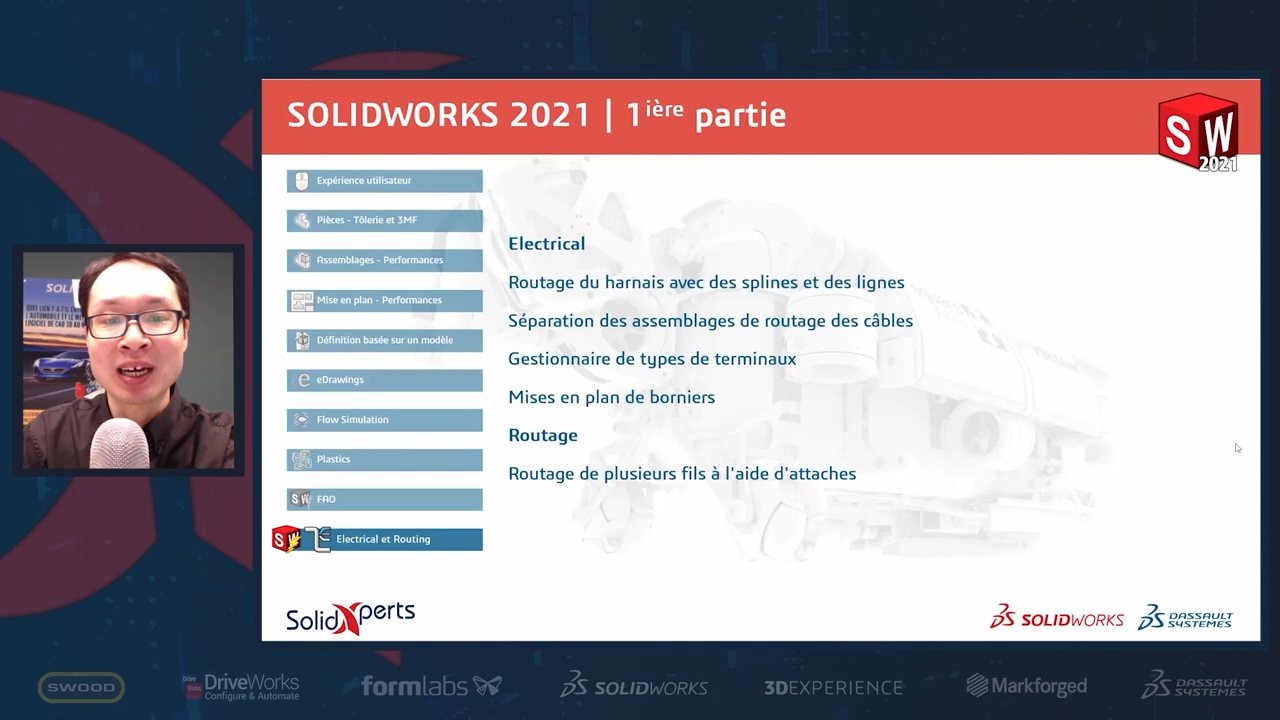 SOLIDWORKS 2021 | 1ière partie
SW
2021
Expérience utilisateur
Pièces - Tôlerie et 3MF
Assemblages - Performances
Mise en plan - Performances
Définition basée sur un modèle
eDrawings
Flow Simulation
Plastics
FAO
Electrical et Routing
Electrical
Routage du harnais avec des splines et des lignes
Séparation des assemblages de routage des câbles
Gestionnaire de types de terminaux
Mises en plan de borniers
Routage
Routage de plusieurs fils à l'aide d'attaches
SolidXperts
SOLIDWORKS
DASSAULT SYSTEMES
SWOOD
DriveWorks
Configure & Automate
formlabs
SOLIDWORKS
3DEXPERIENCE
Markforged
DASSAULT SYSTEMES